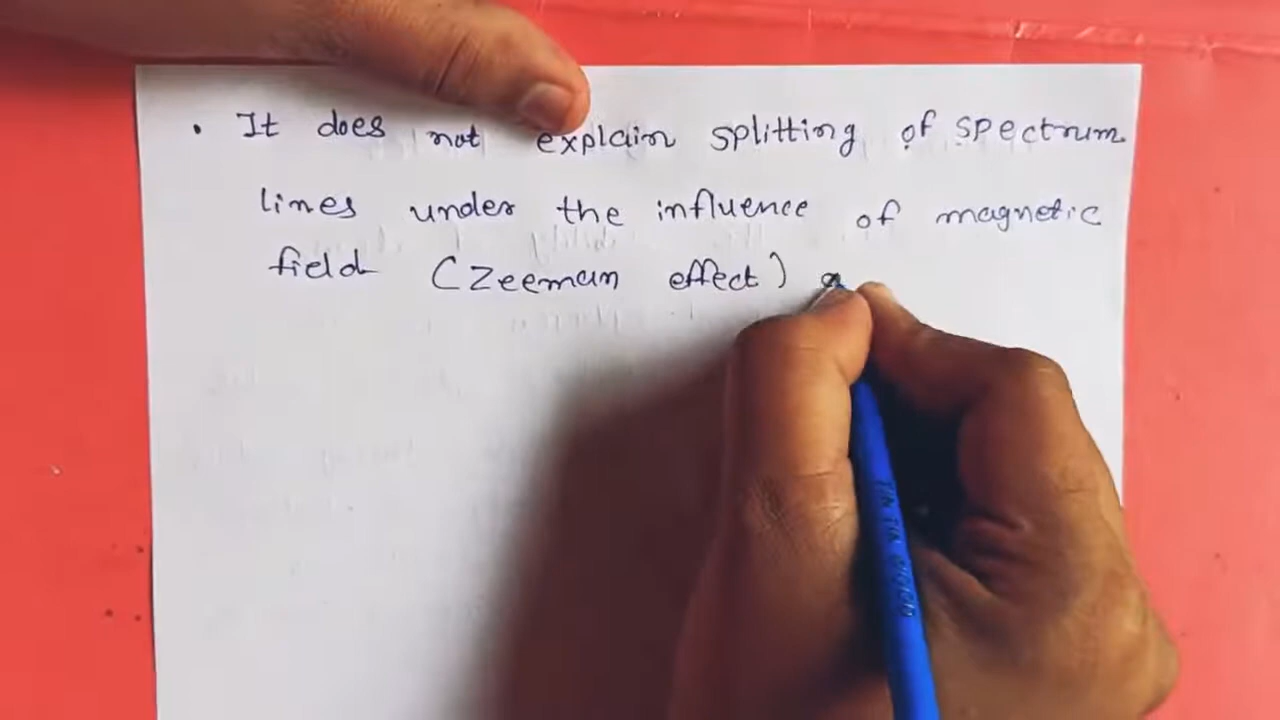 • It does not explain splitting of spectrum
lines under the influence of magnetic
field (Zeeman effect)